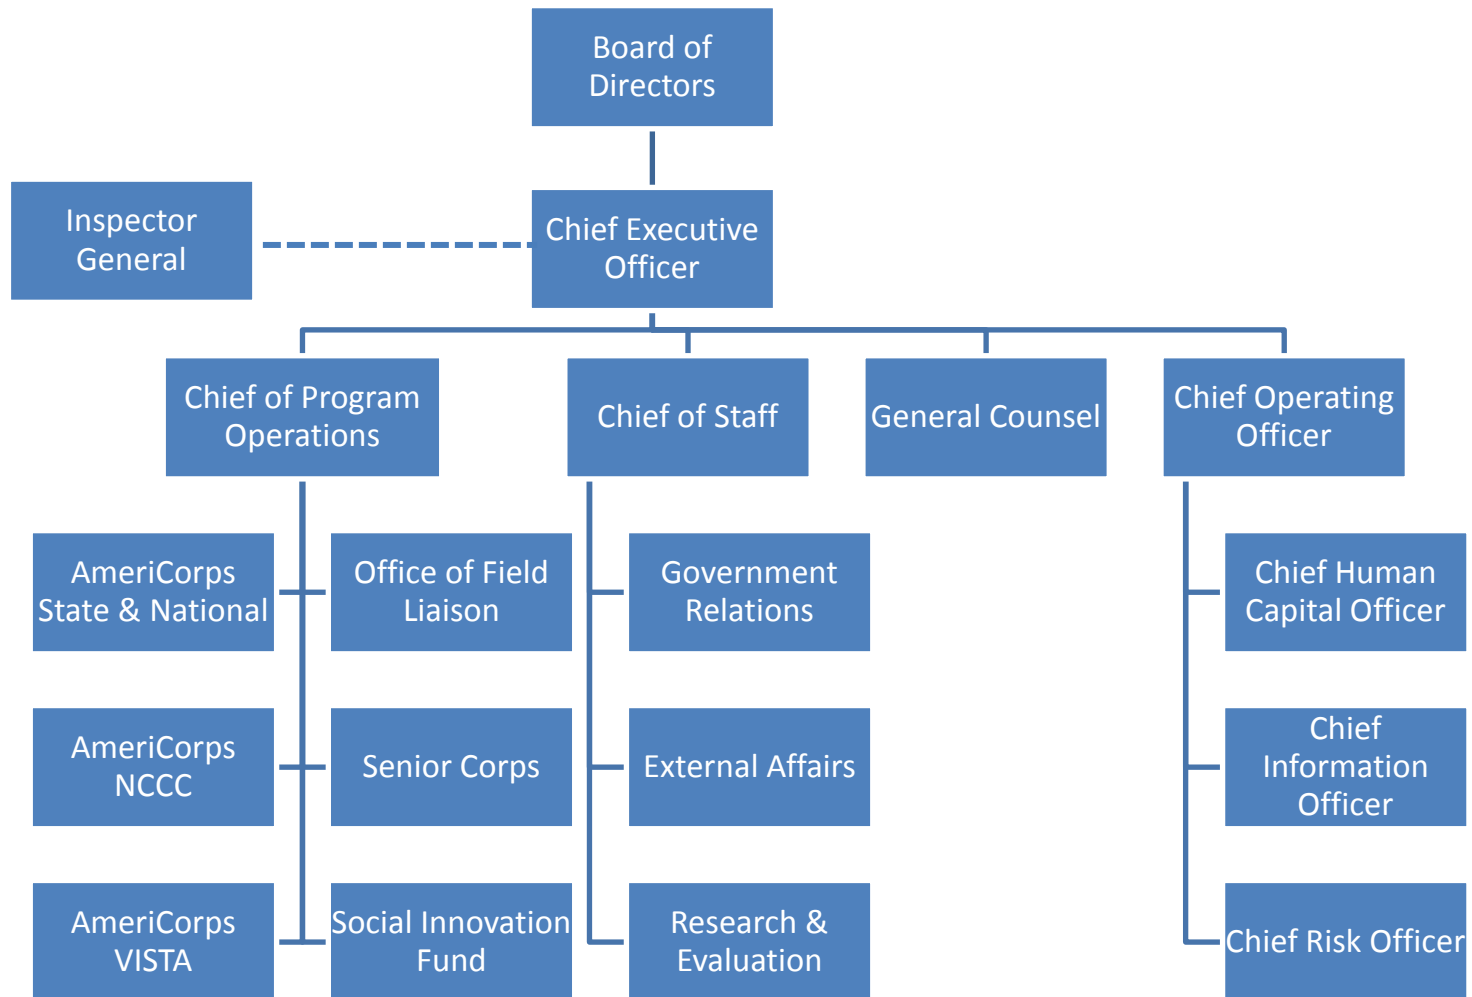 Board of
Directors
Inspector
General
Chief Executive
Officer
Chief of Program
Operations
Chief of Staff
General Counsel
Chief Operating
Officer
AmeriCorps
State & National
Office of Field
Liaison
Government
Relations
Chief Human
Capital Officer
AmeriCorps
NCCC
Senior Corps
External Affairs
Chief
Information
Officer
AmeriCorps
VISTA
Social Innovation
Fund
Research &
Evaluation
Chief Risk Officer